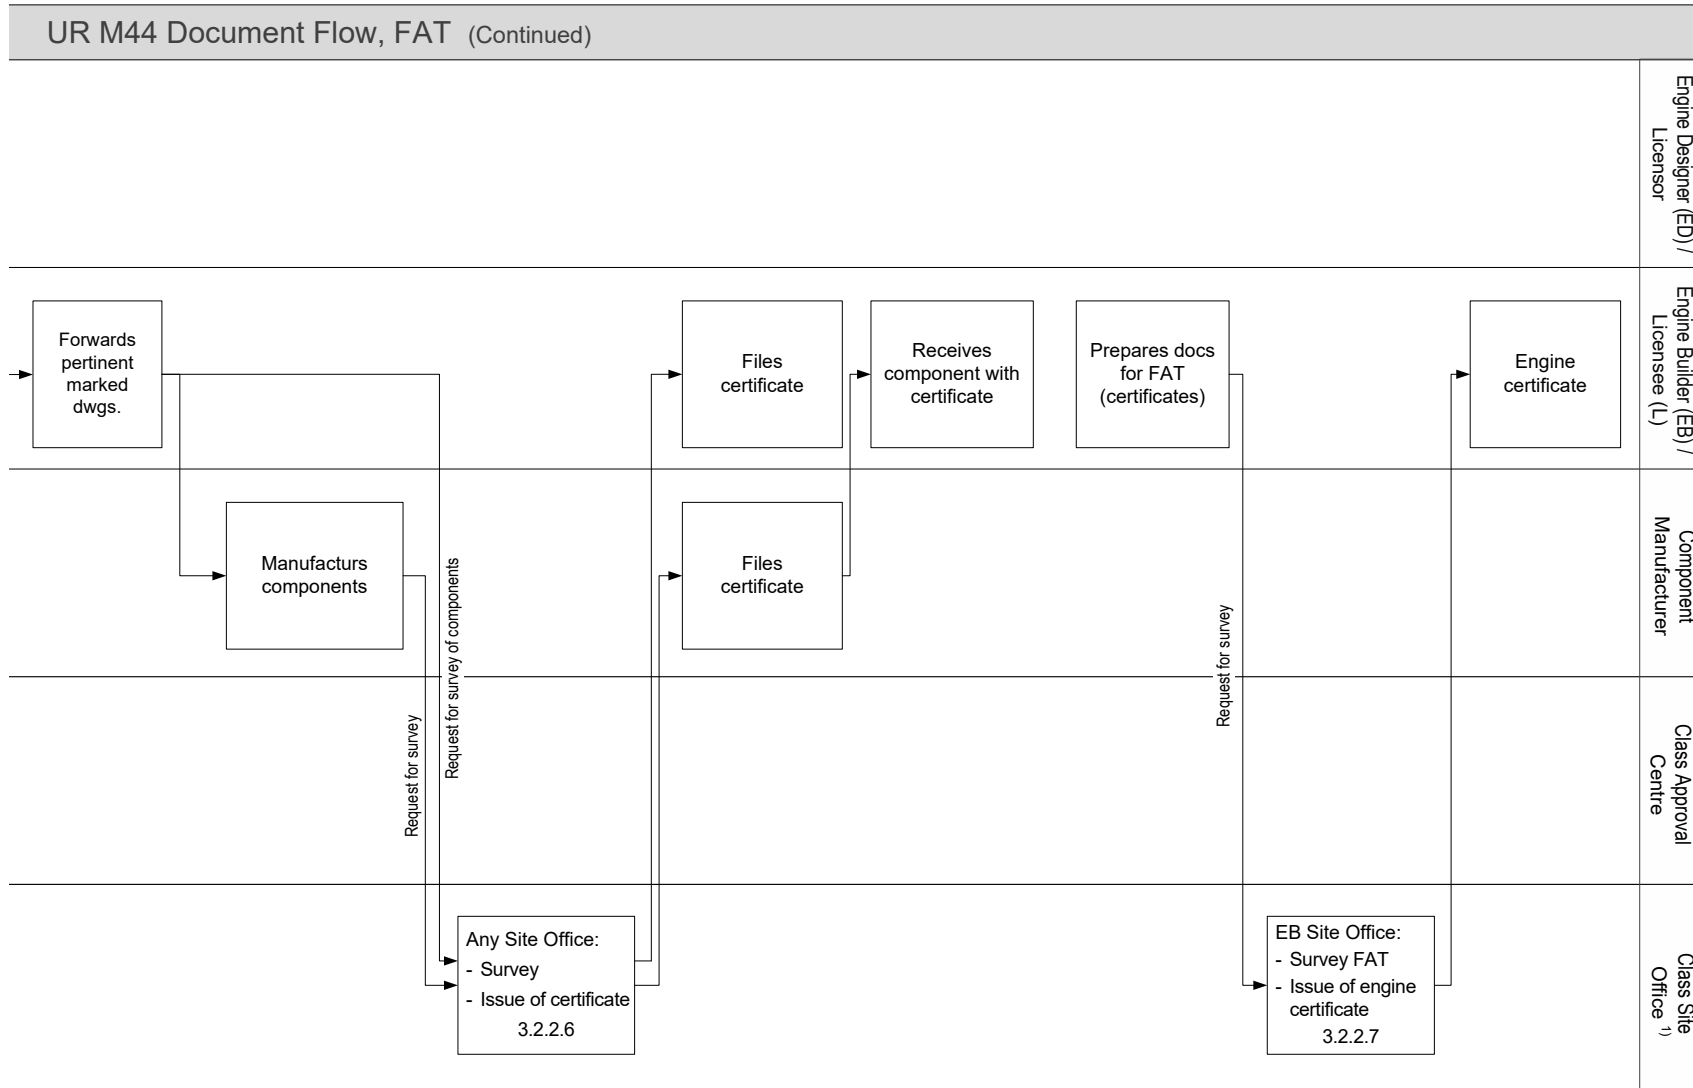 UR M44 Document Flow, FAT (Continued)
Engine Designer (ED) /
Licensor
Forwards
pertinent
marked
dwgs.
Files
certificate
Receives
component with
certificate
Prepares docs
for FAT
(certificates)
Engine
certificate
Engine Builder (EB) /
Licensee (L)
Manufacturs
components
Files
certificate
Component
Manufacturer
Request for survey
Request for survey of components
Request for survey
Class Approval
Centre
Any Site Office:
- Survey
- Issue of certificate
3.2.2.6
EB Site Office:
- Survey FAT
- Issue of engine
certificate
3.2.2.7
Class Site
Office 1)